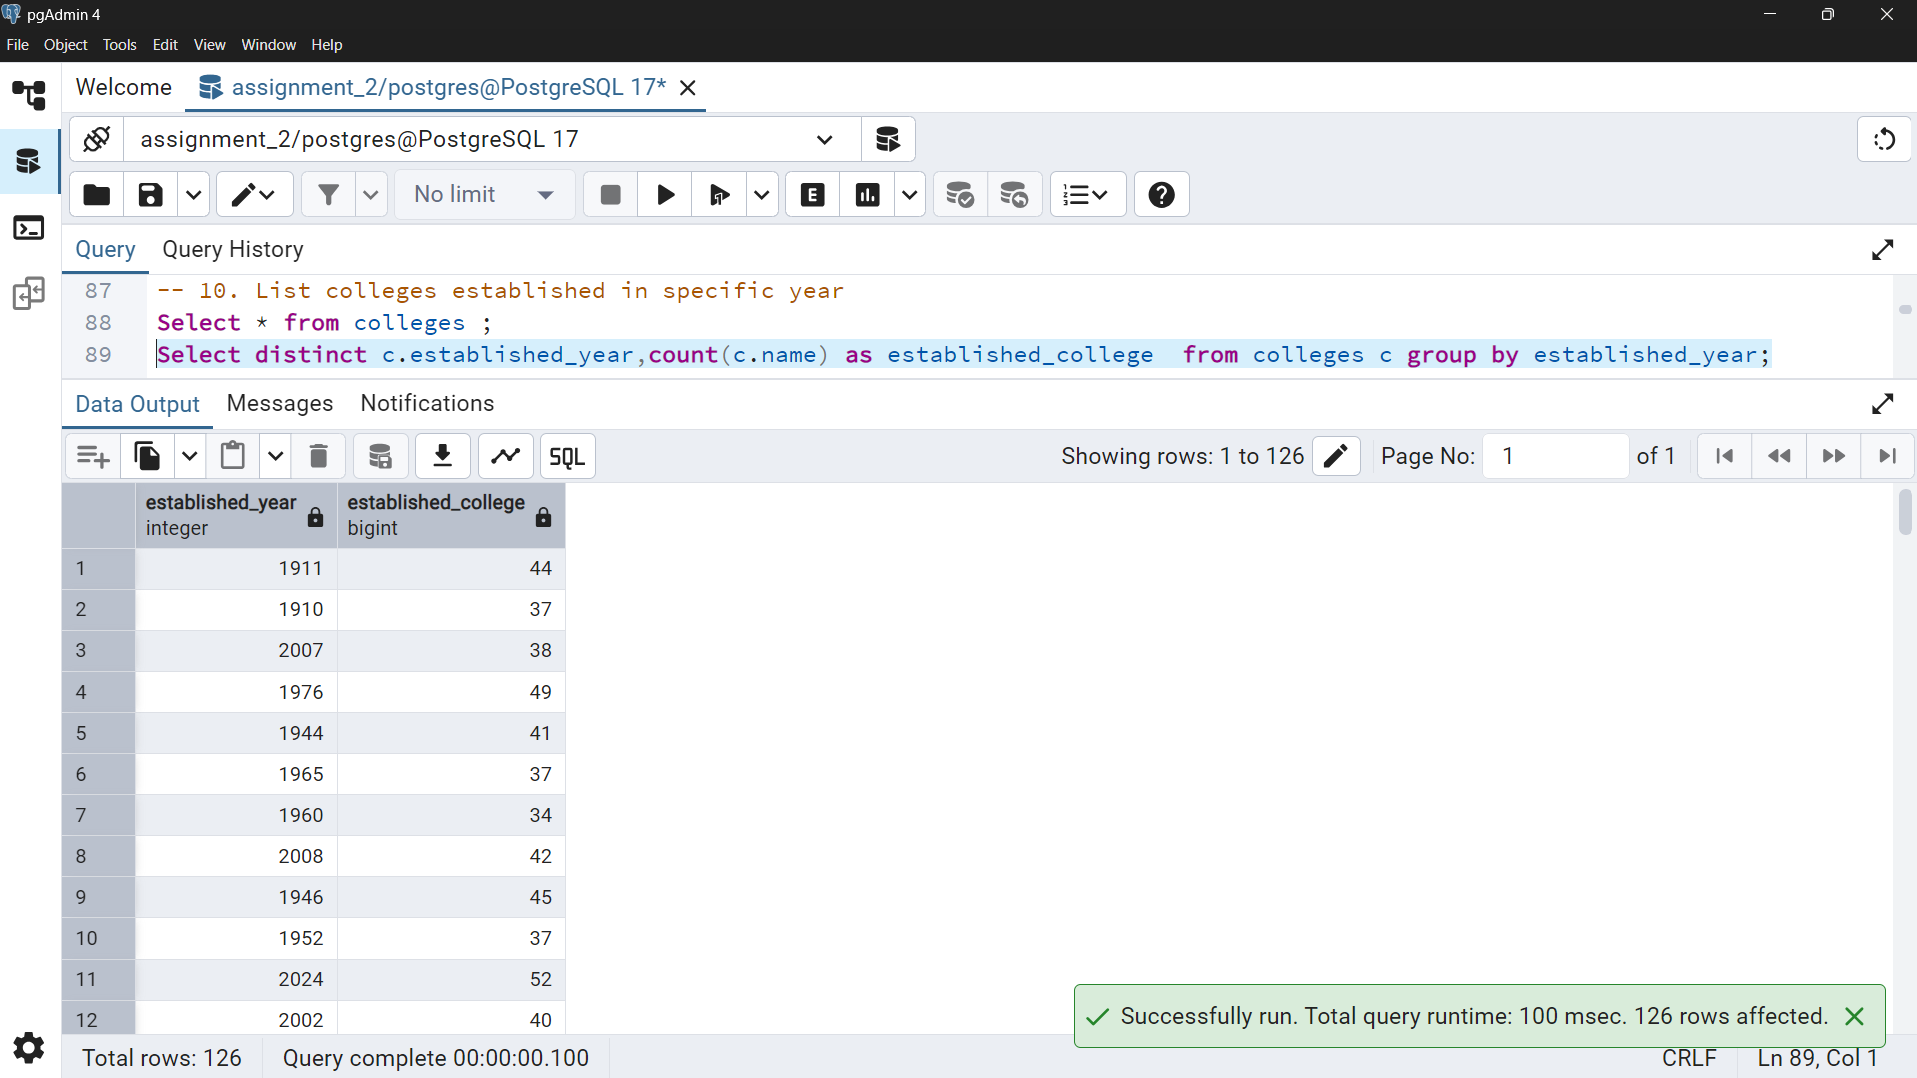 pgAdmin 4
File Object Tools Edit View Window Help
Welcome assignment_2/postgres@PostgreSQL 17*
assignment_2/postgres@PostgreSQL 17
No limit E
Query Query History
87 -- 10. List colleges established in specific year
88 Select * from colleges ;
89 Select distinct c.established_year,count(c.name) as established_college  from colleges c group by established_year;
Data Output Messages Notifications
SQL Showing rows: 1 to 126 Page No: 1 of 1
established_year established_college
integer bigint
1 1911 44
2 1910 37
3 2007 38
4 1976 49
5 1944 41
6 1965 37
7 1960 34
8 2008 42
9 1946 45
10 1952 37
11 2024 52
12 2002 40
Successfully run. Total query runtime: 100 msec. 126 rows affected.
Total rows: 126 Query complete 00:00:00.100 CRLF Ln 89, Col 1